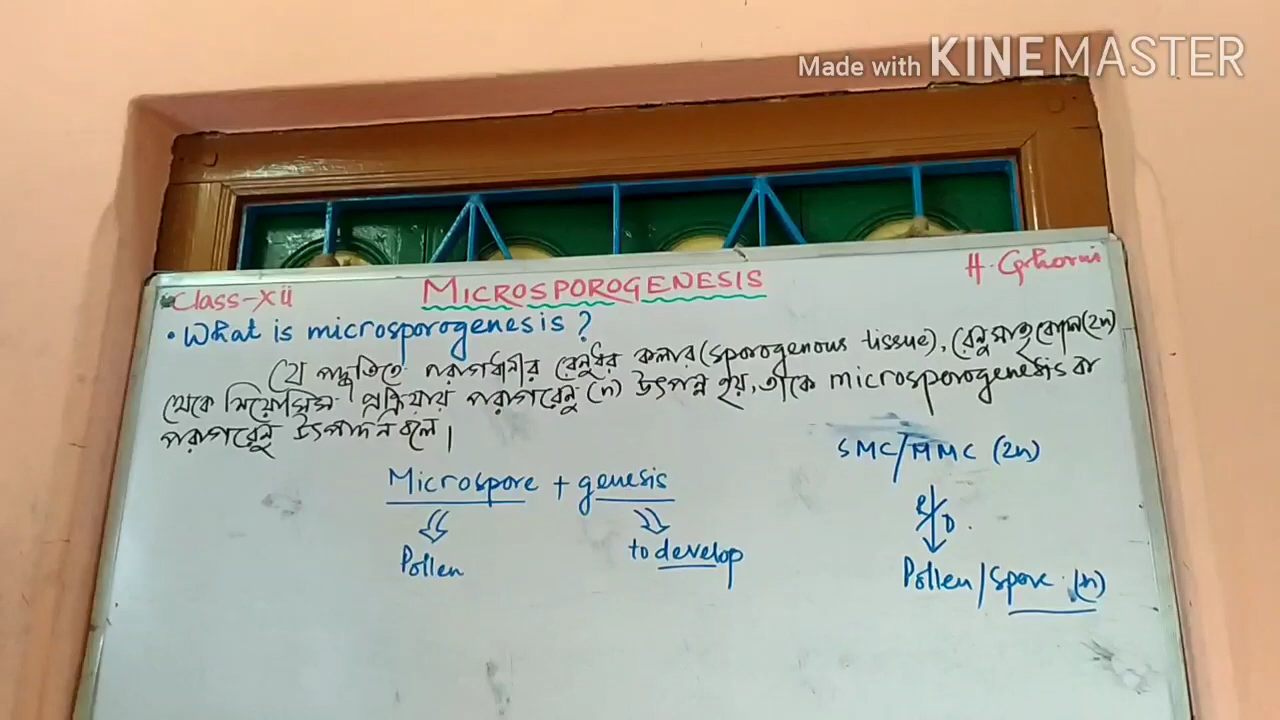 Made with KINEMASTER
Class-XII
MICROSPOROGENESIS
H. Ghorui
• What is microsporogenesis?
যে পদ্ধতিতে পরাগধানীর রেনুধর কলার (sporogenous tissue), রেনু মাতৃকোশ (2n)
থেকে মিয়োসিস প্রক্রিয়ায় পরাগরেনু (n) উৎপন্ন হয়, তাকে microsporogenesis বা
পরাগরেনু উৎপাদন বলে।
SMC/MMC (2n)
Microspore + genesis
R/D.
Pollen
to develop
Pollen/Spore (n)